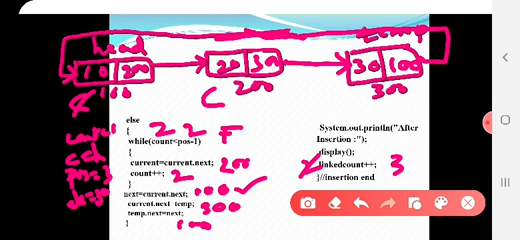 head
temp
10 200
20 30
30 100
100
200
300
else
{
while(count<pos-1)
2 2 F
{
current=current.next;
200
count++;
2
}
next=current.next;
100
current.next temp;
300
temp.next=next;
100
}
System.out.println("After
Insertion :");
display();
linkedcount++;
3
}//insertion end